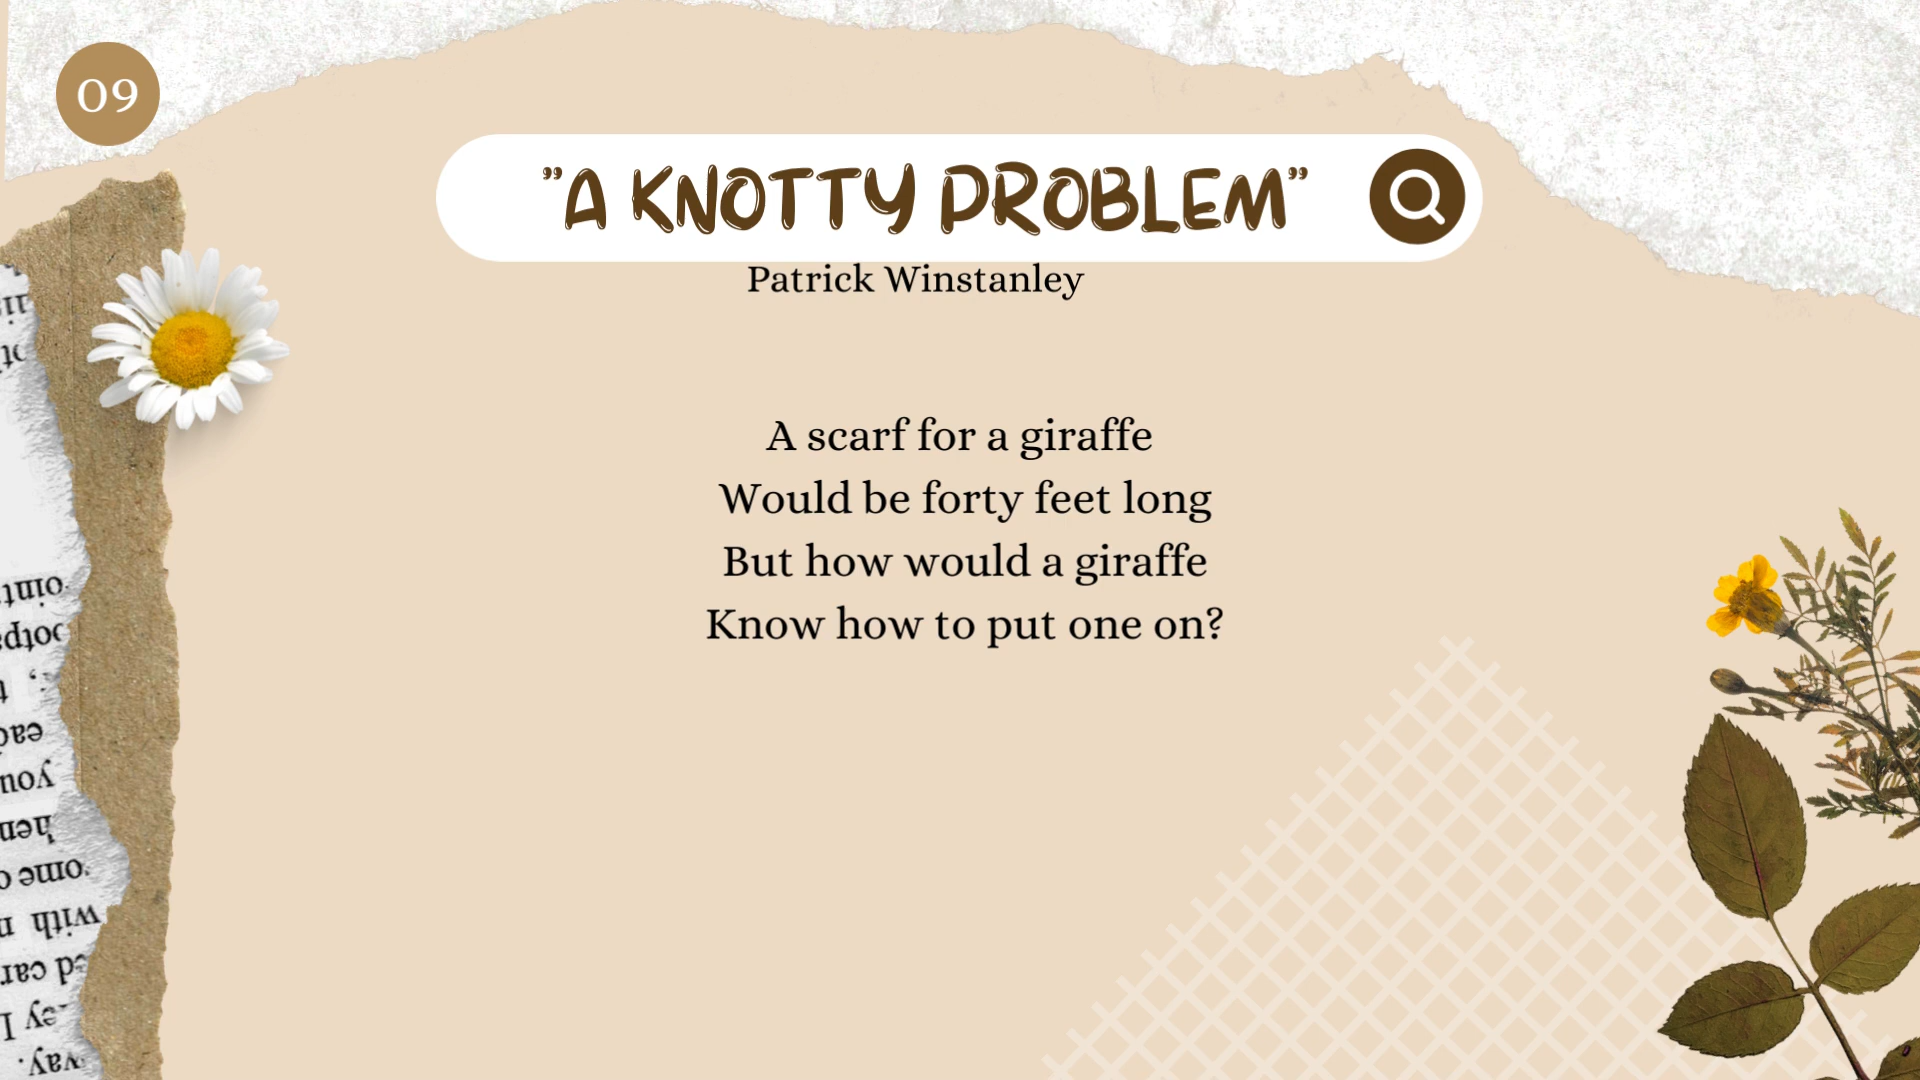 09
"A KNOTTY PROBLEM"
Patrick Winstanley
A scarf for a giraffe
Would be forty feet long
But how would a giraffe
Know how to put one on?